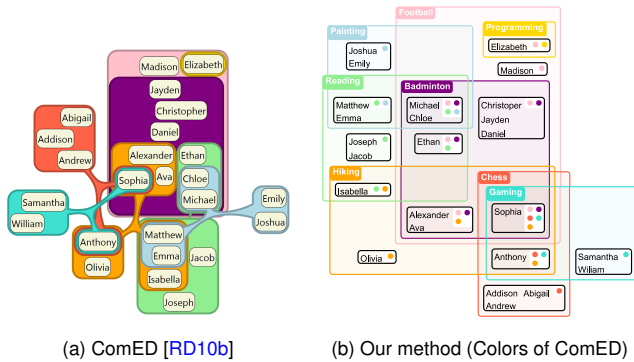 Madison
Elizabeth
Jayden
Christopher
Daniel
Abigail
Addison
Andrew
Alexander
Ava
Sophia
Ethan
Chloe
Michael
Samantha
William
Anthony
Olivia
Matthew
Emma
Isabella
Jacob
Joseph
Emily
Joshua
(a) ComED [RD10b]
Football
Painting
Programming
Joshua
Emily
Elizabeth
Madison
Reading
Badminton
Matthew
Emma
Michael
Chloe
Christoper
Jayden
Daniel
Joseph
Jacob
Ethan
Hiking
Isabella
Chess
Gaming
Alexander
Ava
Sophia
Olivia
Anthony
Samantha
Wiliam
Addison Abigail
Andrew
(b) Our method (Colors of ComED)